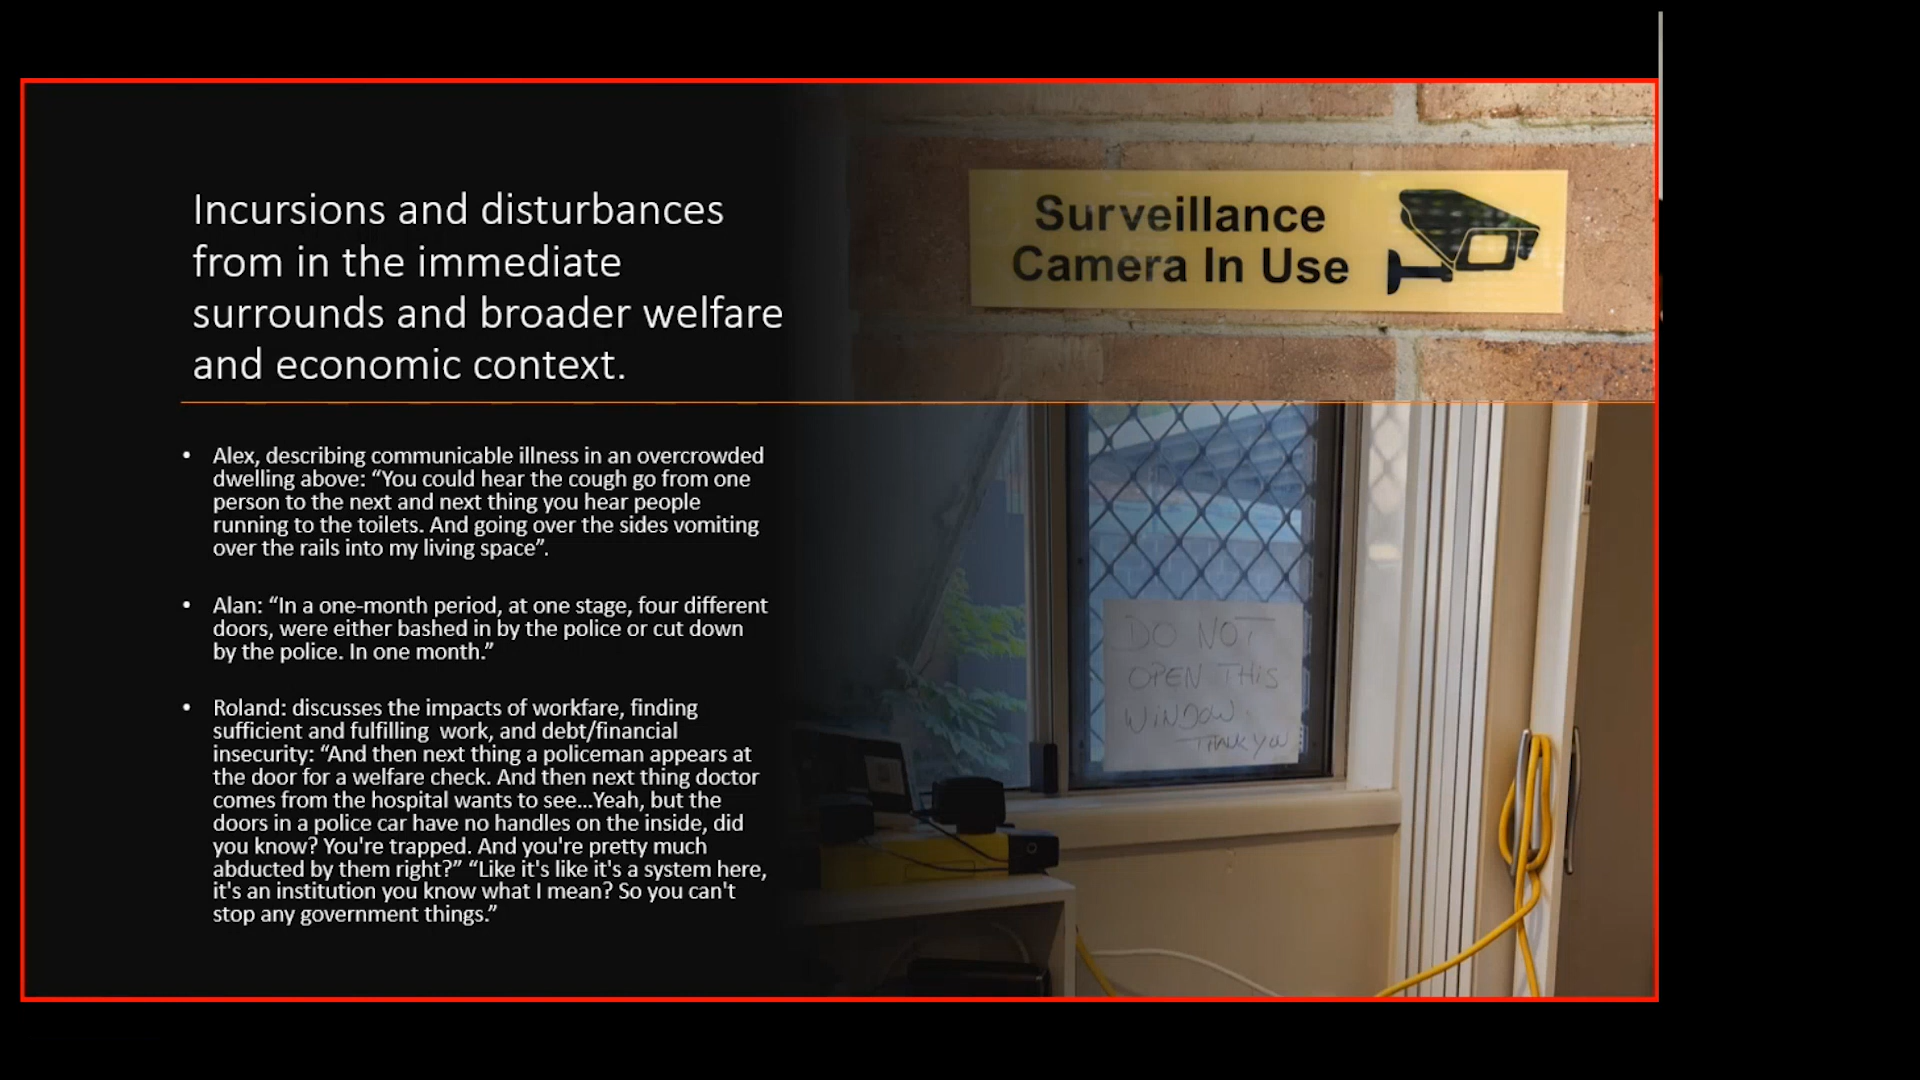 Incursions and disturbances
from in the immediate
surrounds and broader welfare
and economic context.
• Alex, describing communicable illness in an overcrowded
dwelling above: “You could hear the cough go from one
person to the next and next thing you hear people
running to the toilets. And going over the sides vomiting
over the rails into my living space”.
• Alan: “In a one-month period, at one stage, four different
doors, were either bashed in by the police or cut down
by the police. In one month.”
• Roland: discusses the impacts of workfare, finding
sufficient and fulfilling  work, and debt/financial
insecurity: “And then next thing a policeman appears at
the door for a welfare check. And then next thing doctor
comes from the hospital wants to see...Yeah, but the
doors in a police car have no handles on the inside, did
you know? You're trapped. And you're pretty much
abducted by them right?” “Like it's like it's a system here,
it's an institution you know what I mean? So you can't
stop any government things.”
Surveillance
Camera In Use
DO NOT
OPEN THIS
WINDOW.
THANK YOU